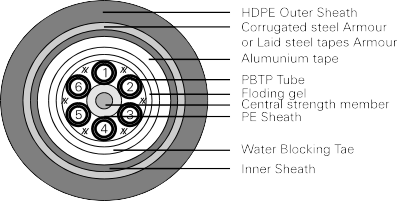 HDPE Outer Sheath
Corrugated steel Armour
or Laid steel tapes Armour
Alumunium tape
PBTP Tube
Floding gel
Central strength member
PE Sheath
Water Blocking Tae
Inner Sheath
1
2
3
4
5
6